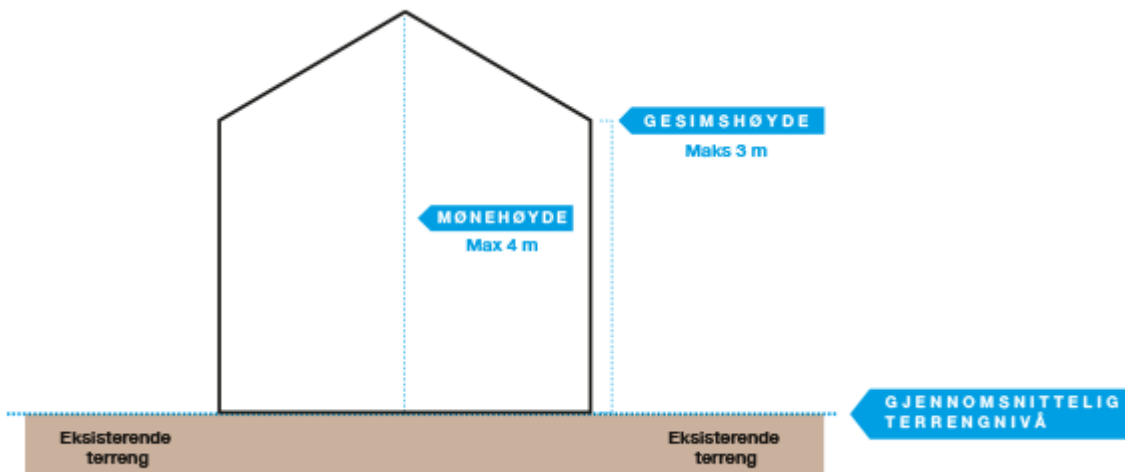 GESIMSHØYDE
Maks 3 m
MØNEHØYDE
Max 4 m
GJENNOMSNITTELIG
TERRENGNIVÅ
Eksisterende
terreng
Eksisterende
terreng